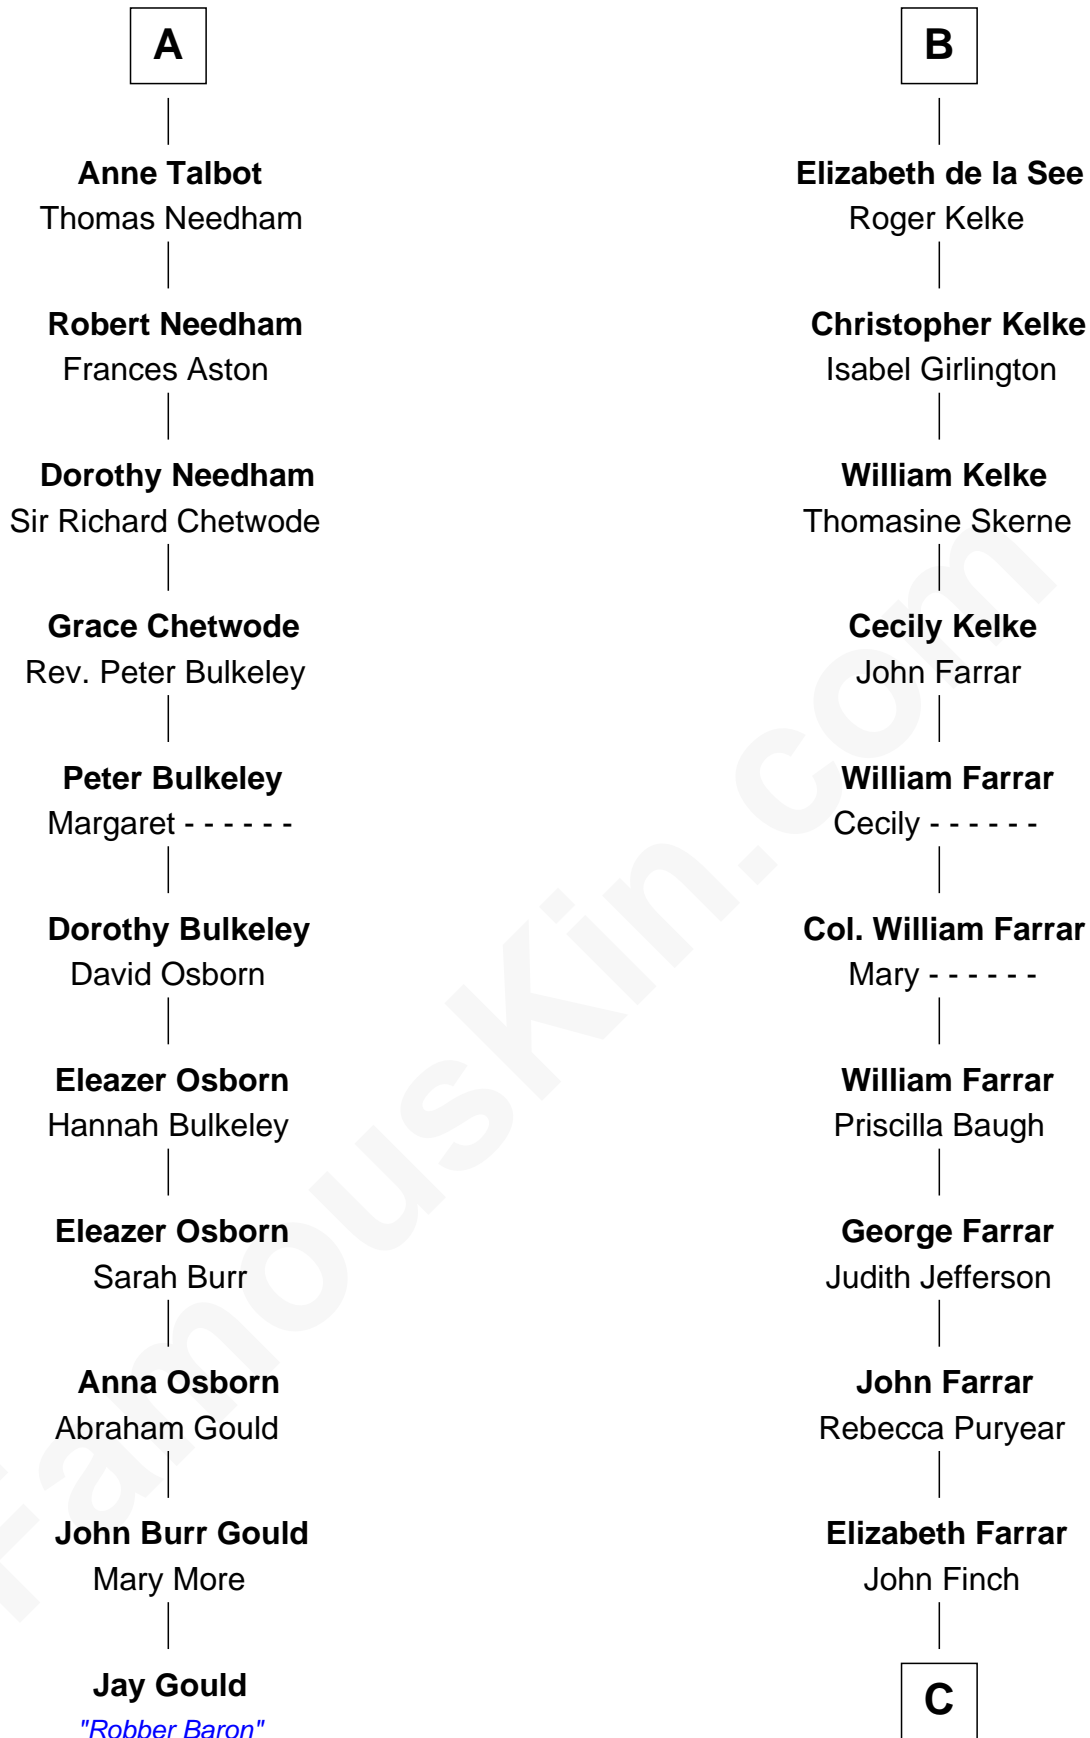 A
Anne Talbot
Thomas Needham
Robert Needham
Frances Aston
Dorothy Needham
Sir Richard Chetwode
Grace Chetwode
Rev. Peter Bulkeley
Peter Bulkeley
Margaret - - - - - -
Dorothy Bulkeley
David Osborn
Eleazer Osborn
Hannah Bulkeley
Eleazer Osborn
Sarah Burr
Anna Osborn
Abraham Gould
John Burr Gould
Mary More
Jay Gould
"Robber Baron"
B
Elizabeth de la See
Roger Kelke
Christopher Kelke
Isabel Girlington
William Kelke
Thomasine Skerne
Cecily Kelke
John Farrar
William Farrar
Cecily - - - - - -
Col. William Farrar
Mary - - - - - -
William Farrar
Priscilla Baugh
George Farrar
Judith Jefferson
John Farrar
Rebecca Puryear
Elizabeth Farrar
John Finch
C
FamousKin.com